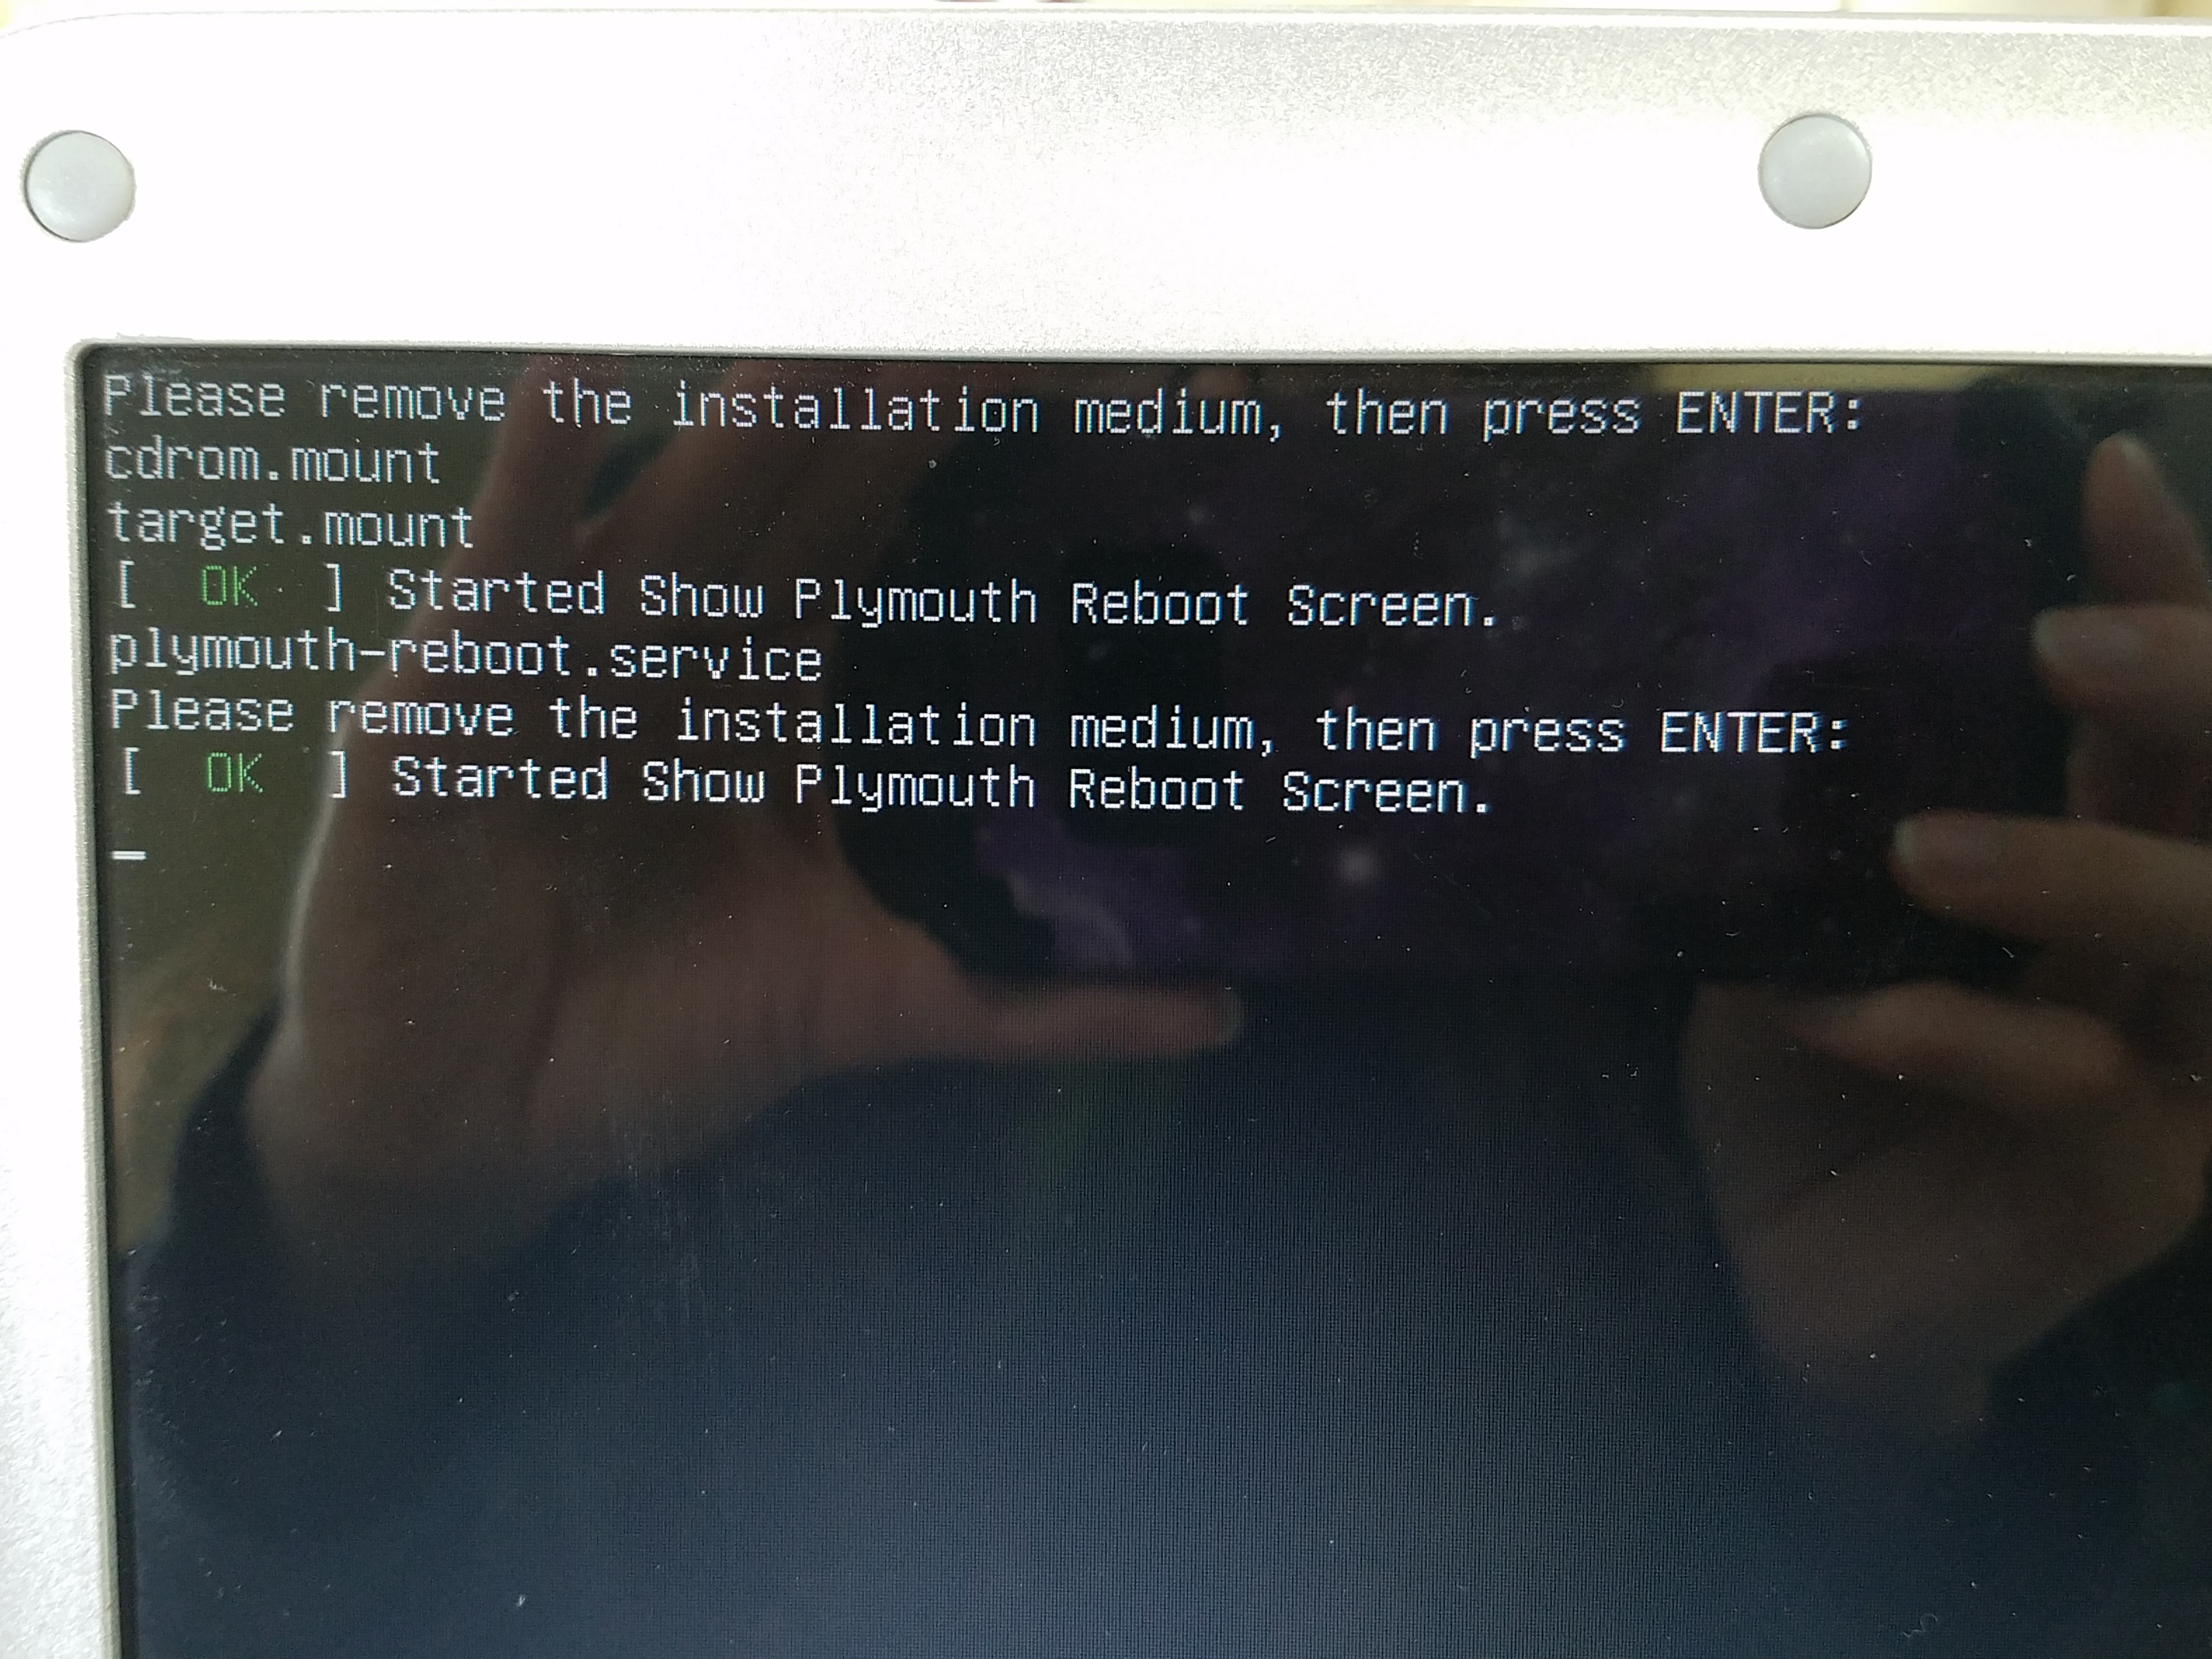 Please remove the installation medium, then press ENTER:
cdrom.mount
target.mount
[  OK  ] Started Show Plymouth Reboot Screen.
plymouth-reboot.service
Please remove the installation medium, then press ENTER:
[  OK  ] Started Show Plymouth Reboot Screen.
_